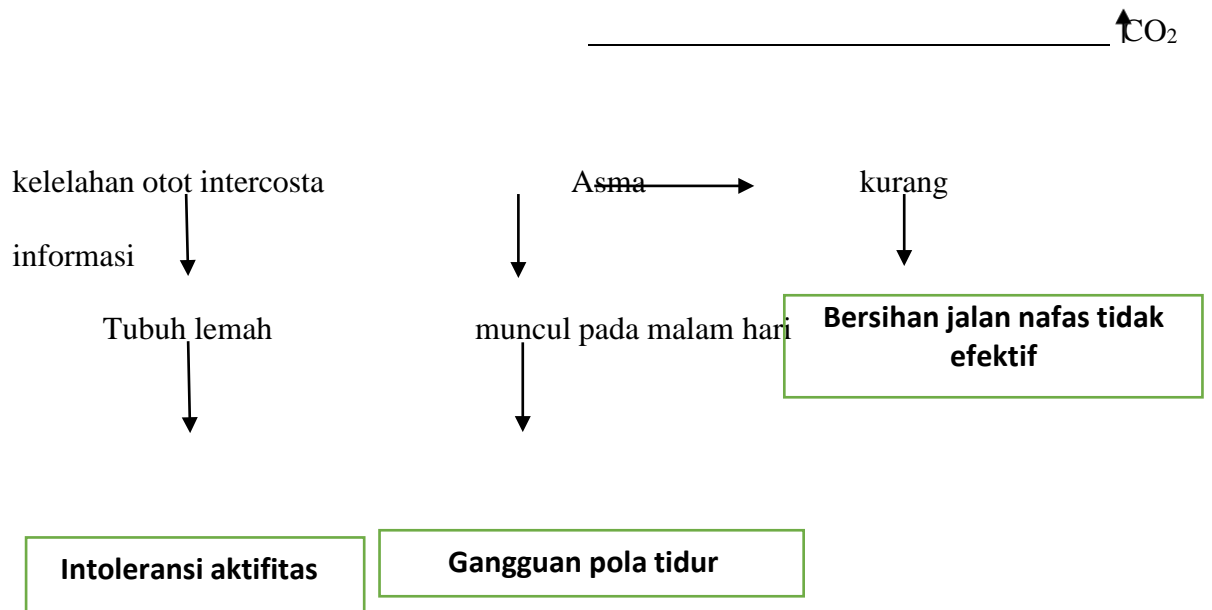 CO₂
kelelahan otot intercosta Asma kurang
informasi
Tubuh lemah muncul pada malam hari
Bersihan jalan nafas tidak
efektif
Intoleransi aktifitas
Gangguan pola tidur